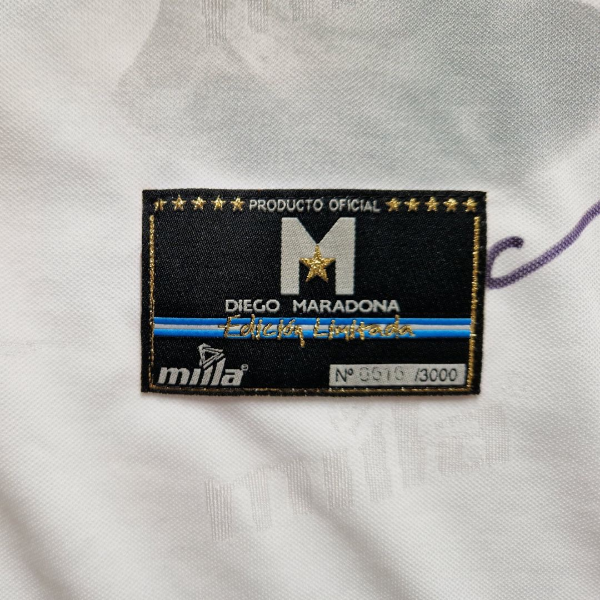 PRODUCTO OFICIAL
M
DIEGO MARADONA
Edición Limitada
milla
Nº /3000